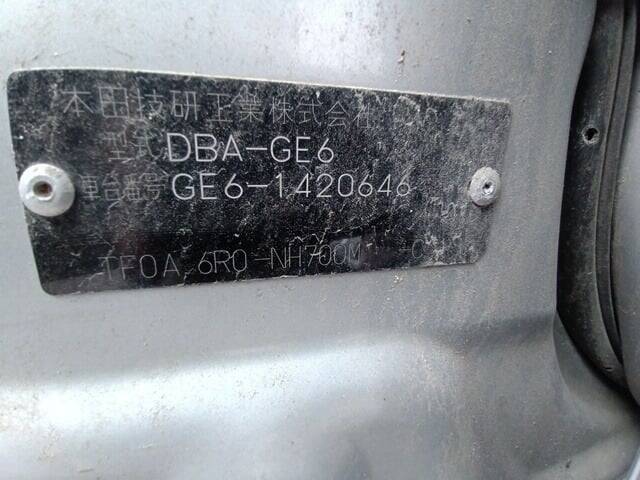 本田技研工業株式会社
型式 DBA-GE6
車台番号 GE6-1420646
TF0A 6R0-NH700M